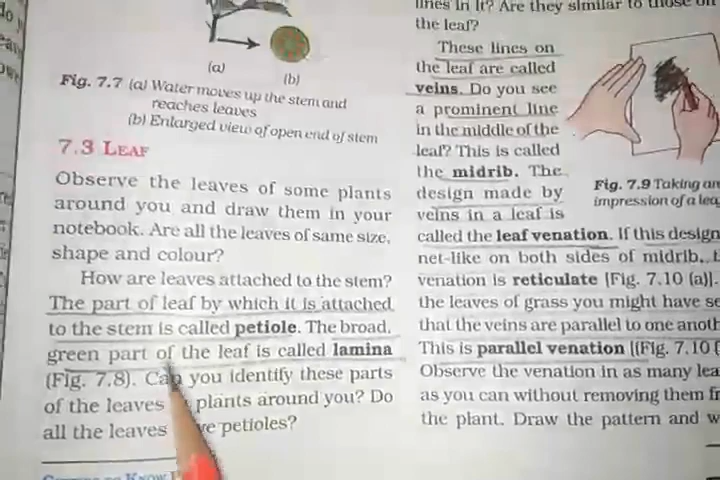 (a)
(b)
Fig. 7.7 (a) Water moves up the stem and
reaches leaves
(b) Enlarged view of open end of stem
7.3 LEAF
Observe the leaves of some plants
around you and draw them in your
notebook. Are all the leaves of same size,
shape and colour?
How are leaves attached to the stem?
The part of leaf by which it is attached
to the stem is called petiole. The broad,
green part of the leaf is called lamina
(Fig. 7.8). Can you identify these parts
of the leaves plants around you? Do
all the leaves petioles?
lines in it? Are they similar to those on
the leaf?
These lines on
the leaf are called
veins. Do you see
a prominent line
in the middle of the
leaf? This is called
the midrib. The
design made by
veins in a leaf is
called the leaf venation. If this design
net-like on both sides of midrib,
venation is reticulate [Fig. 7.10 (a)].
the leaves of grass you might have
that the veins are parallel to one
This is parallel venation [(Fig. 7.10
Observe the venation in as many
as you can without removing them
the plant. Draw the pattern and
Fig. 7.9 Taking an
impression of a